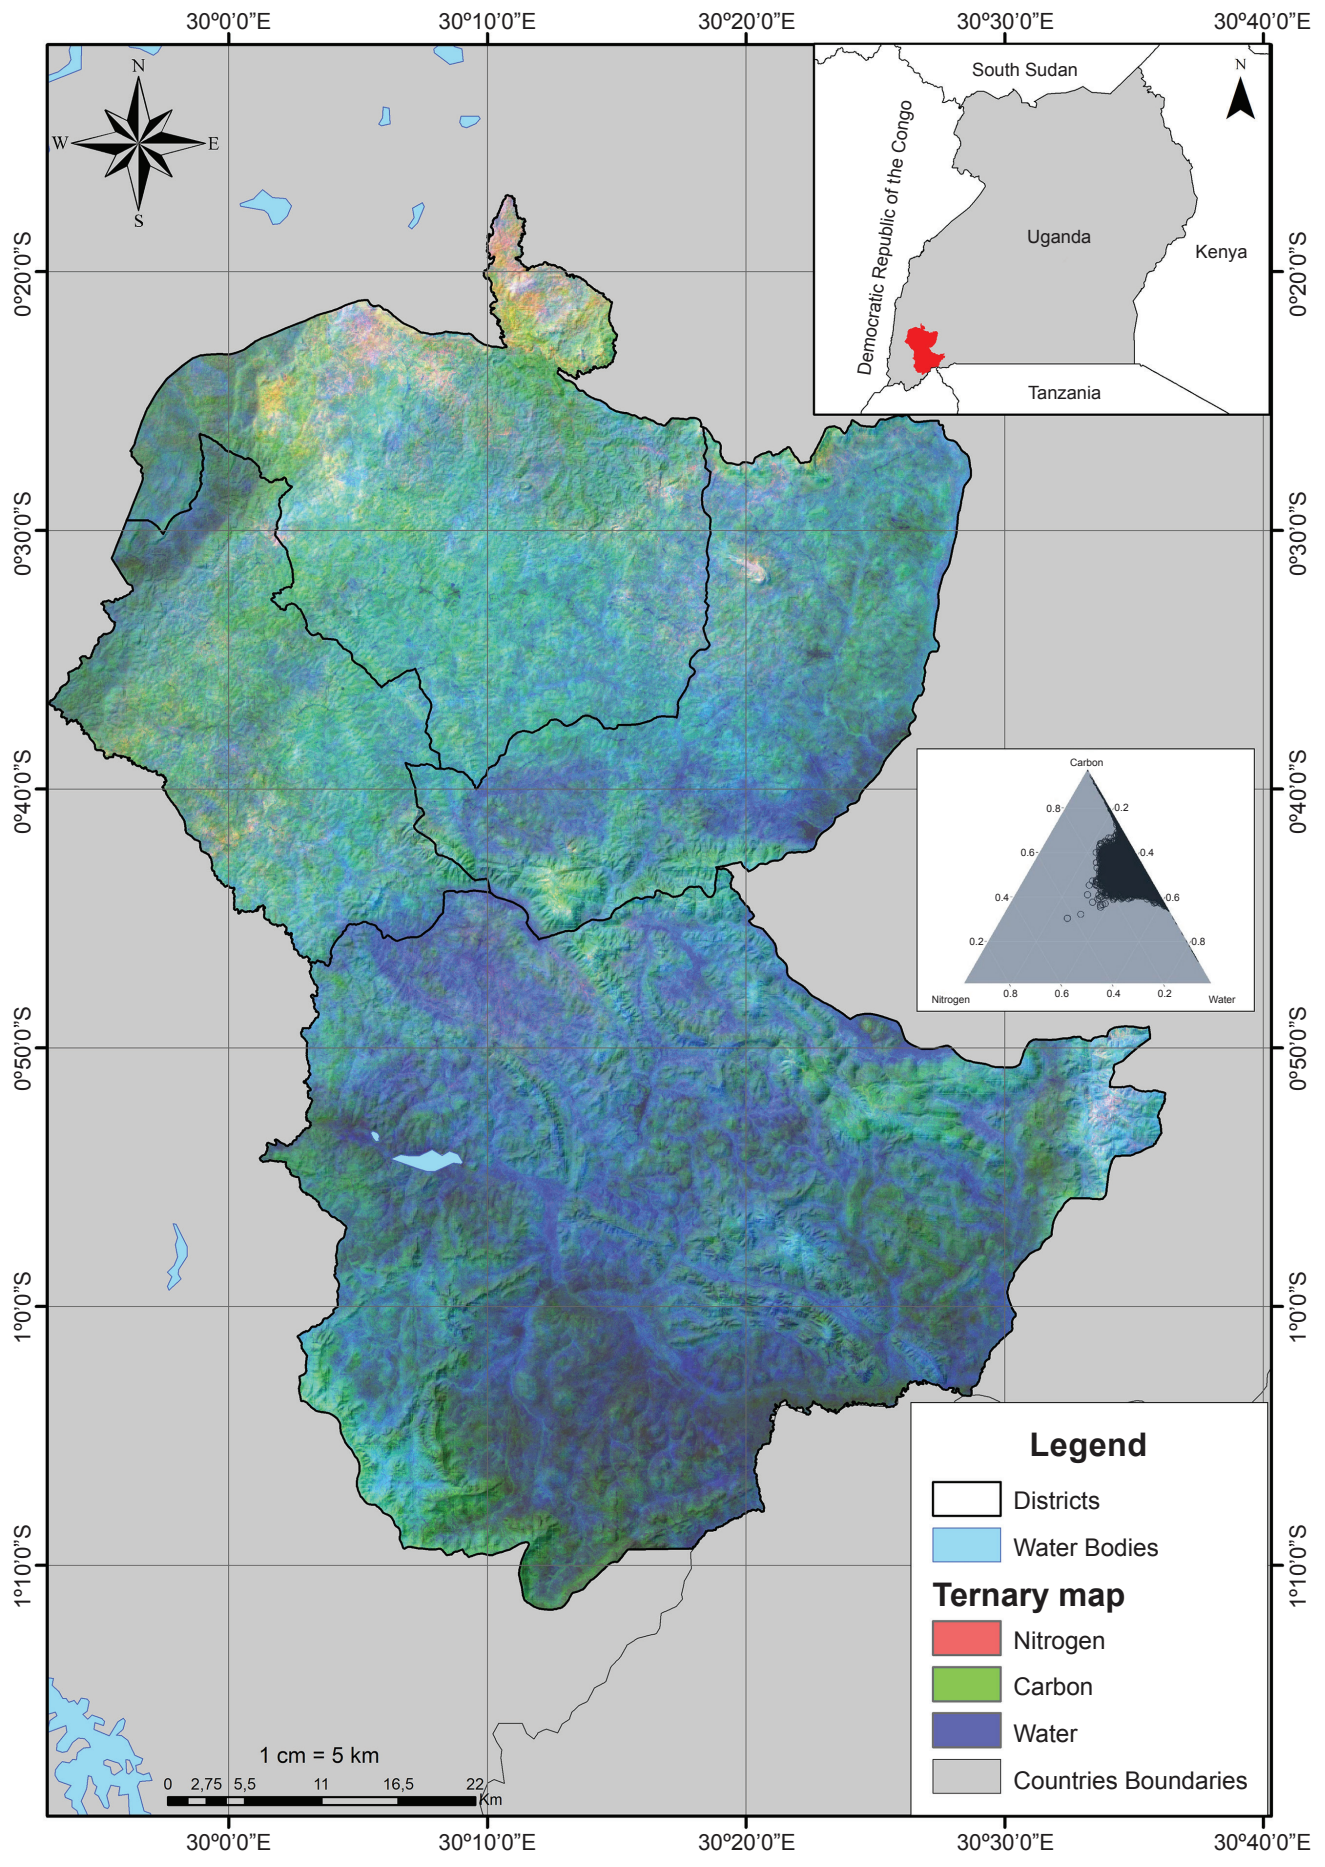 30º0’0”E 30º10’0”E 30º20’0”E 30º30’0”E 30º40’0”E
N
W E
S
South Sudan
N
Democratic Republic of the Congo
Uganda
Kenya
Tanzania
0º20’0”S 0º20’0”S
0º30’0”S 0º30’0”S
0º40’0”S 0º40’0”S
Carbon
0.8 0.2
0.6 0.4
0.4 0.6
0.2 0.8
Nitrogen 0.8 0.6 0.4 0.2 Water
0º50’0”S 0º50’0”S
1º0’0”S 1º0’0”S
1º10’0”S 1º10’0”S
Legend
Districts
Water Bodies
Ternary map
Nitrogen
Carbon
Water
Countries Boundaries
1 cm = 5 km
0 2,75 5,5 11 16,5 22
Km
30º0’0”E 30º10’0”E 30º20’0”E 30º30’0”E 30º40’0”E